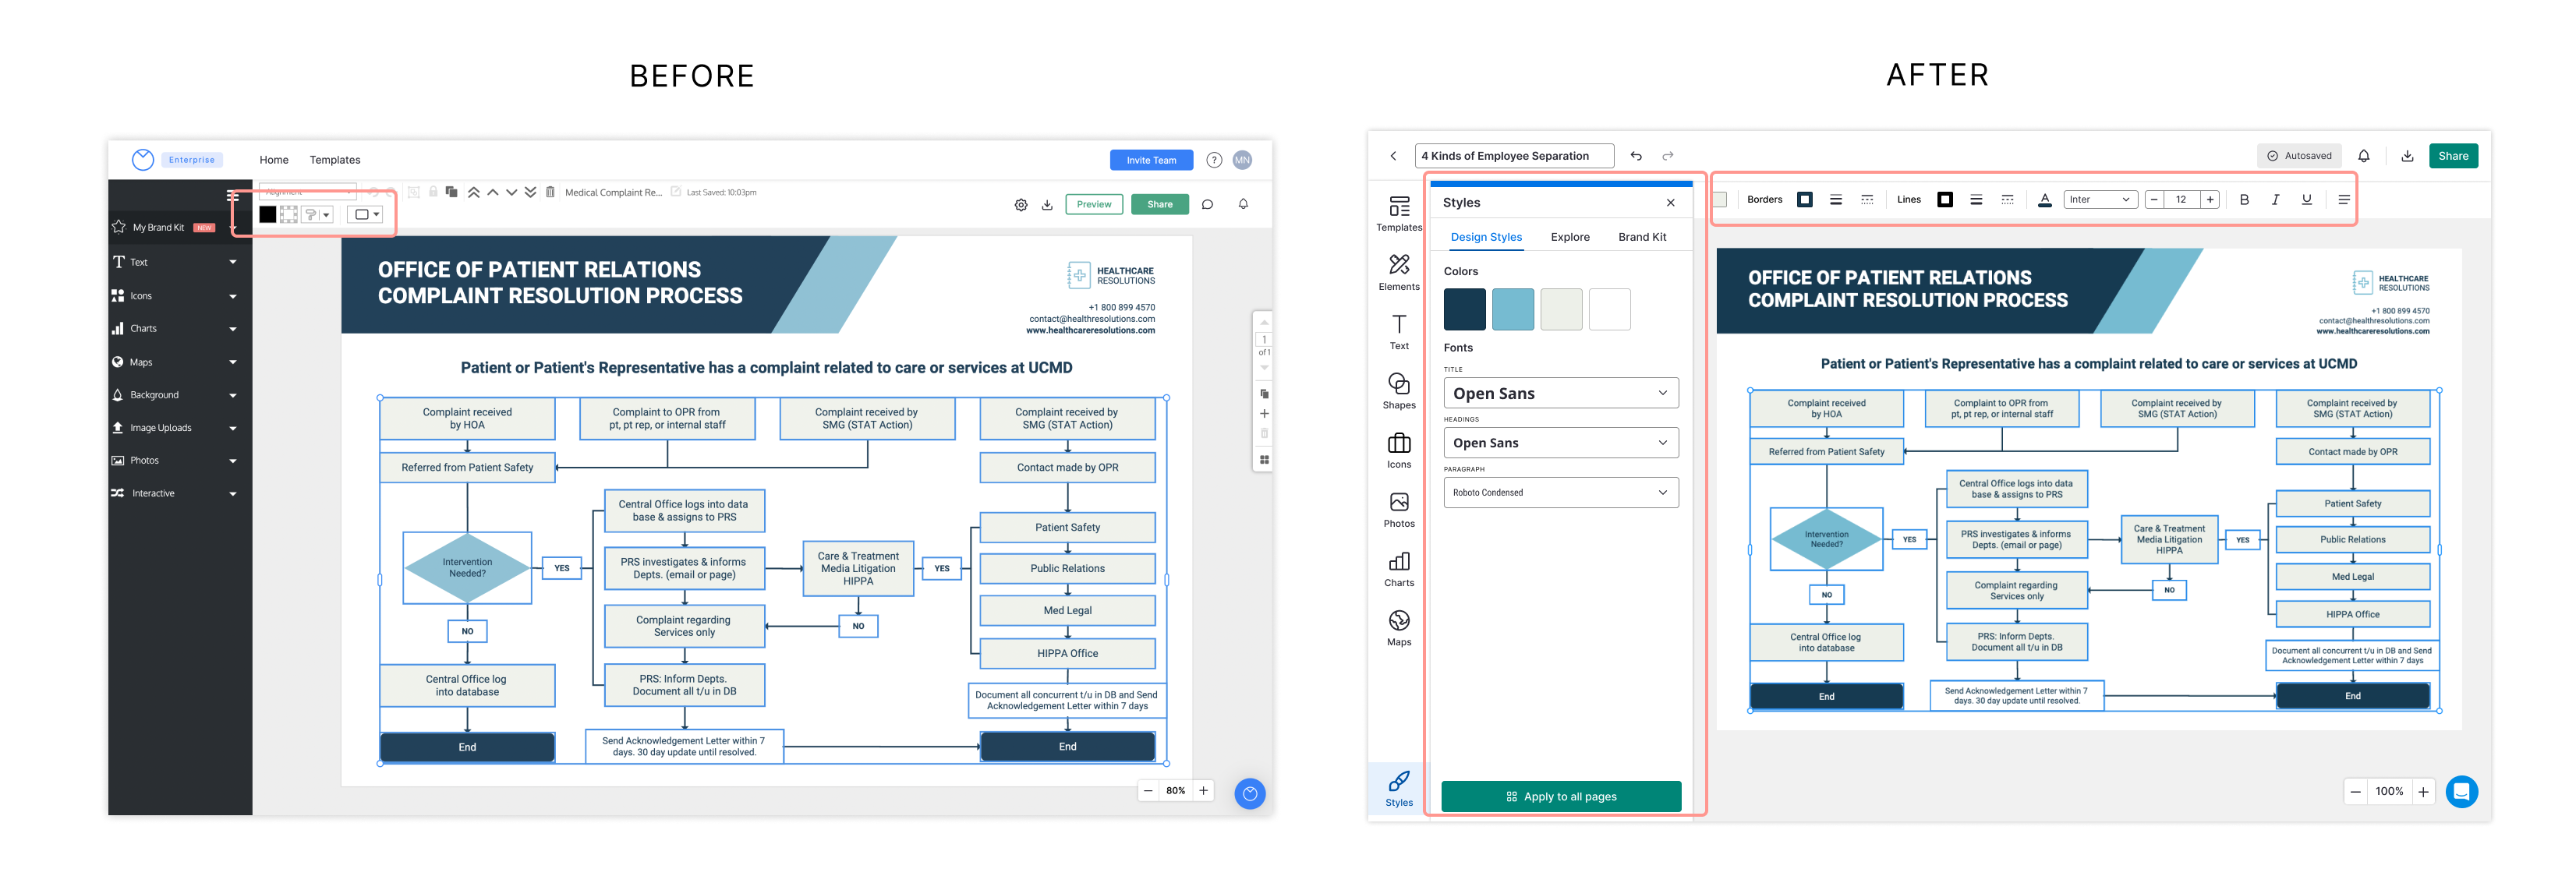 BEFORE
Enterprise
Home
Templates
Invite Team
?
MN
Alignment
Medical Complaint Re...
Last Saved: 10:03pm
Preview
Share
My Brand Kit
NEW
Text
Icons
Charts
Maps
Background
Image Uploads
Photos
Interactive
OFFICE OF PATIENT RELATIONS
COMPLAINT RESOLUTION PROCESS
HEALTHCARE
RESOLUTIONS
+1 800 899 4570
contact@healthresolutions.com
www.healthcareresolutions.com
Patient or Patient's Representative has a complaint related to care or services at UCMD
Complaint received
by HOA
Complaint to OPR from
pt, pt rep, or internal staff
Complaint received by
SMG (STAT Action)
Complaint received by
SMG (STAT Action)
Referred from Patient Safety
Contact made by OPR
Central Office logs into data
base & assigns to PRS
Patient Safety
Intervention
Needed?
YES
PRS investigates & informs
Depts. (email or page)
Care & Treatment
Media Litigation
HIPPA
YES
Public Relations
Med Legal
NO
Complaint regarding
Services only
NO
HIPPA Office
Central Office log
into database
PRS: Inform Depts.
Document all t/u in DB
Document all concurrent t/u in DB and Send
Acknowledgement Letter within 7 days
End
Send Acknowledgement Letter within 7
days. 30 day update until resolved.
End
1
of 1
80%
AFTER
4 Kinds of Employee Separation
Autosaved
Share
Templates
Elements
Text
Shapes
Icons
Photos
Charts
Maps
Styles
Styles
Design Styles
Explore
Brand Kit
Colors
Fonts
TITLE
Open Sans
HEADINGS
Open Sans
PARAGRAPH
Roboto Condensed
Apply to all pages
Borders
Lines
A
Inter
12
B
I
U
OFFICE OF PATIENT RELATIONS
COMPLAINT RESOLUTION PROCESS
HEALTHCARE
RESOLUTIONS
+1 800 899 4570
contact@healthresolutions.com
www.healthcareresolutions.com
Patient or Patient's Representative has a complaint related to care or services at UCMD
Complaint received
by HOA
Complaint to OPR from
pt, pt rep, or internal staff
Complaint received by
SMG (STAT Action)
Complaint received by
SMG (STAT Action)
Referred from Patient Safety
Contact made by OPR
Central Office logs into data
base & assigns to PRS
Patient Safety
Intervention
Needed?
YES
PRS investigates & informs
Depts. (email or page)
Care & Treatment
Media Litigation
HIPPA
YES
Public Relations
Med Legal
NO
Complaint regarding
Services only
NO
HIPPA Office
Central Office log
into database
PRS: Inform Depts.
Document all t/u in DB
Document all concurrent t/u in DB and Send
Acknowledgement Letter within 7 days
End
Send Acknowledgement Letter within 7
days. 30 day update until resolved.
End
100%